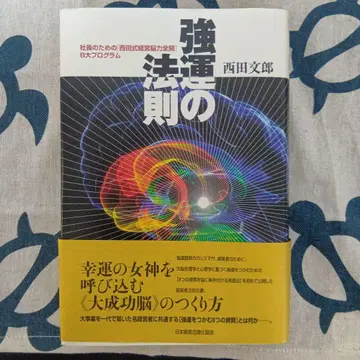 社長のための「西田式経営脳力全開」
8大プログラム
強運の
法則
西田文郎
幸運の女神を
呼び込む
《大成功脳》のつくり方
大事業を一代で築いた名経営者に共通する「強運をつかむ8つの資質」とは何か―
日本経営合理化協会